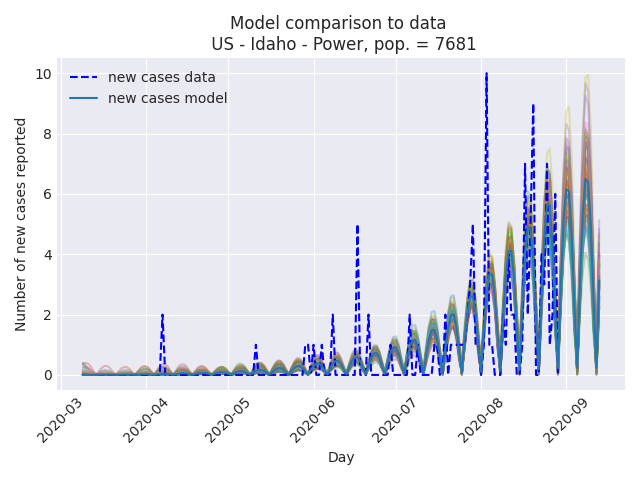 Model comparison to data
US - Idaho - Power, pop. = 7681
new cases data
new cases model
Number of new cases reported
10
8
6
4
2
0
2020-03
2020-04
2020-05
2020-06
2020-07
2020-08
2020-09
Day